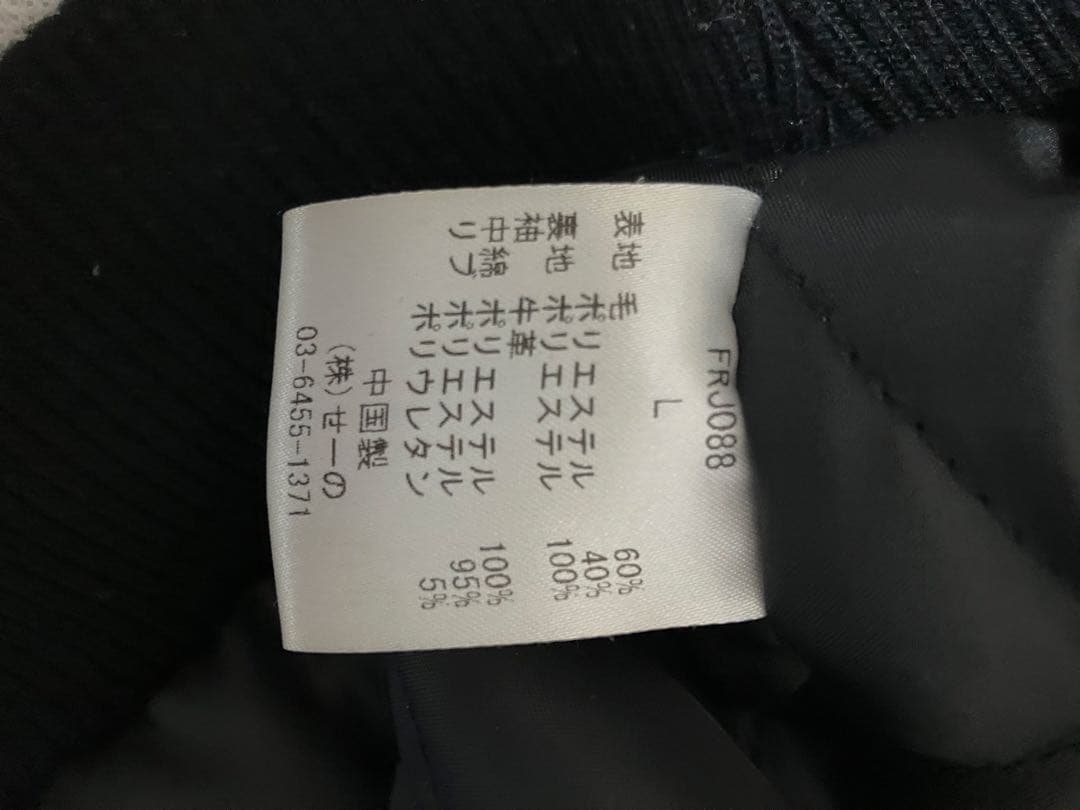 FRJ088
L
表地 毛 60%
ポリエステル 40%
裏地 ポリエステル 100%
袖 牛革
中綿 ポリエステル 100%
リブ ポリエステル 95%
ポリウレタン 5%
中国製
(株)せーの
03-6455-1371